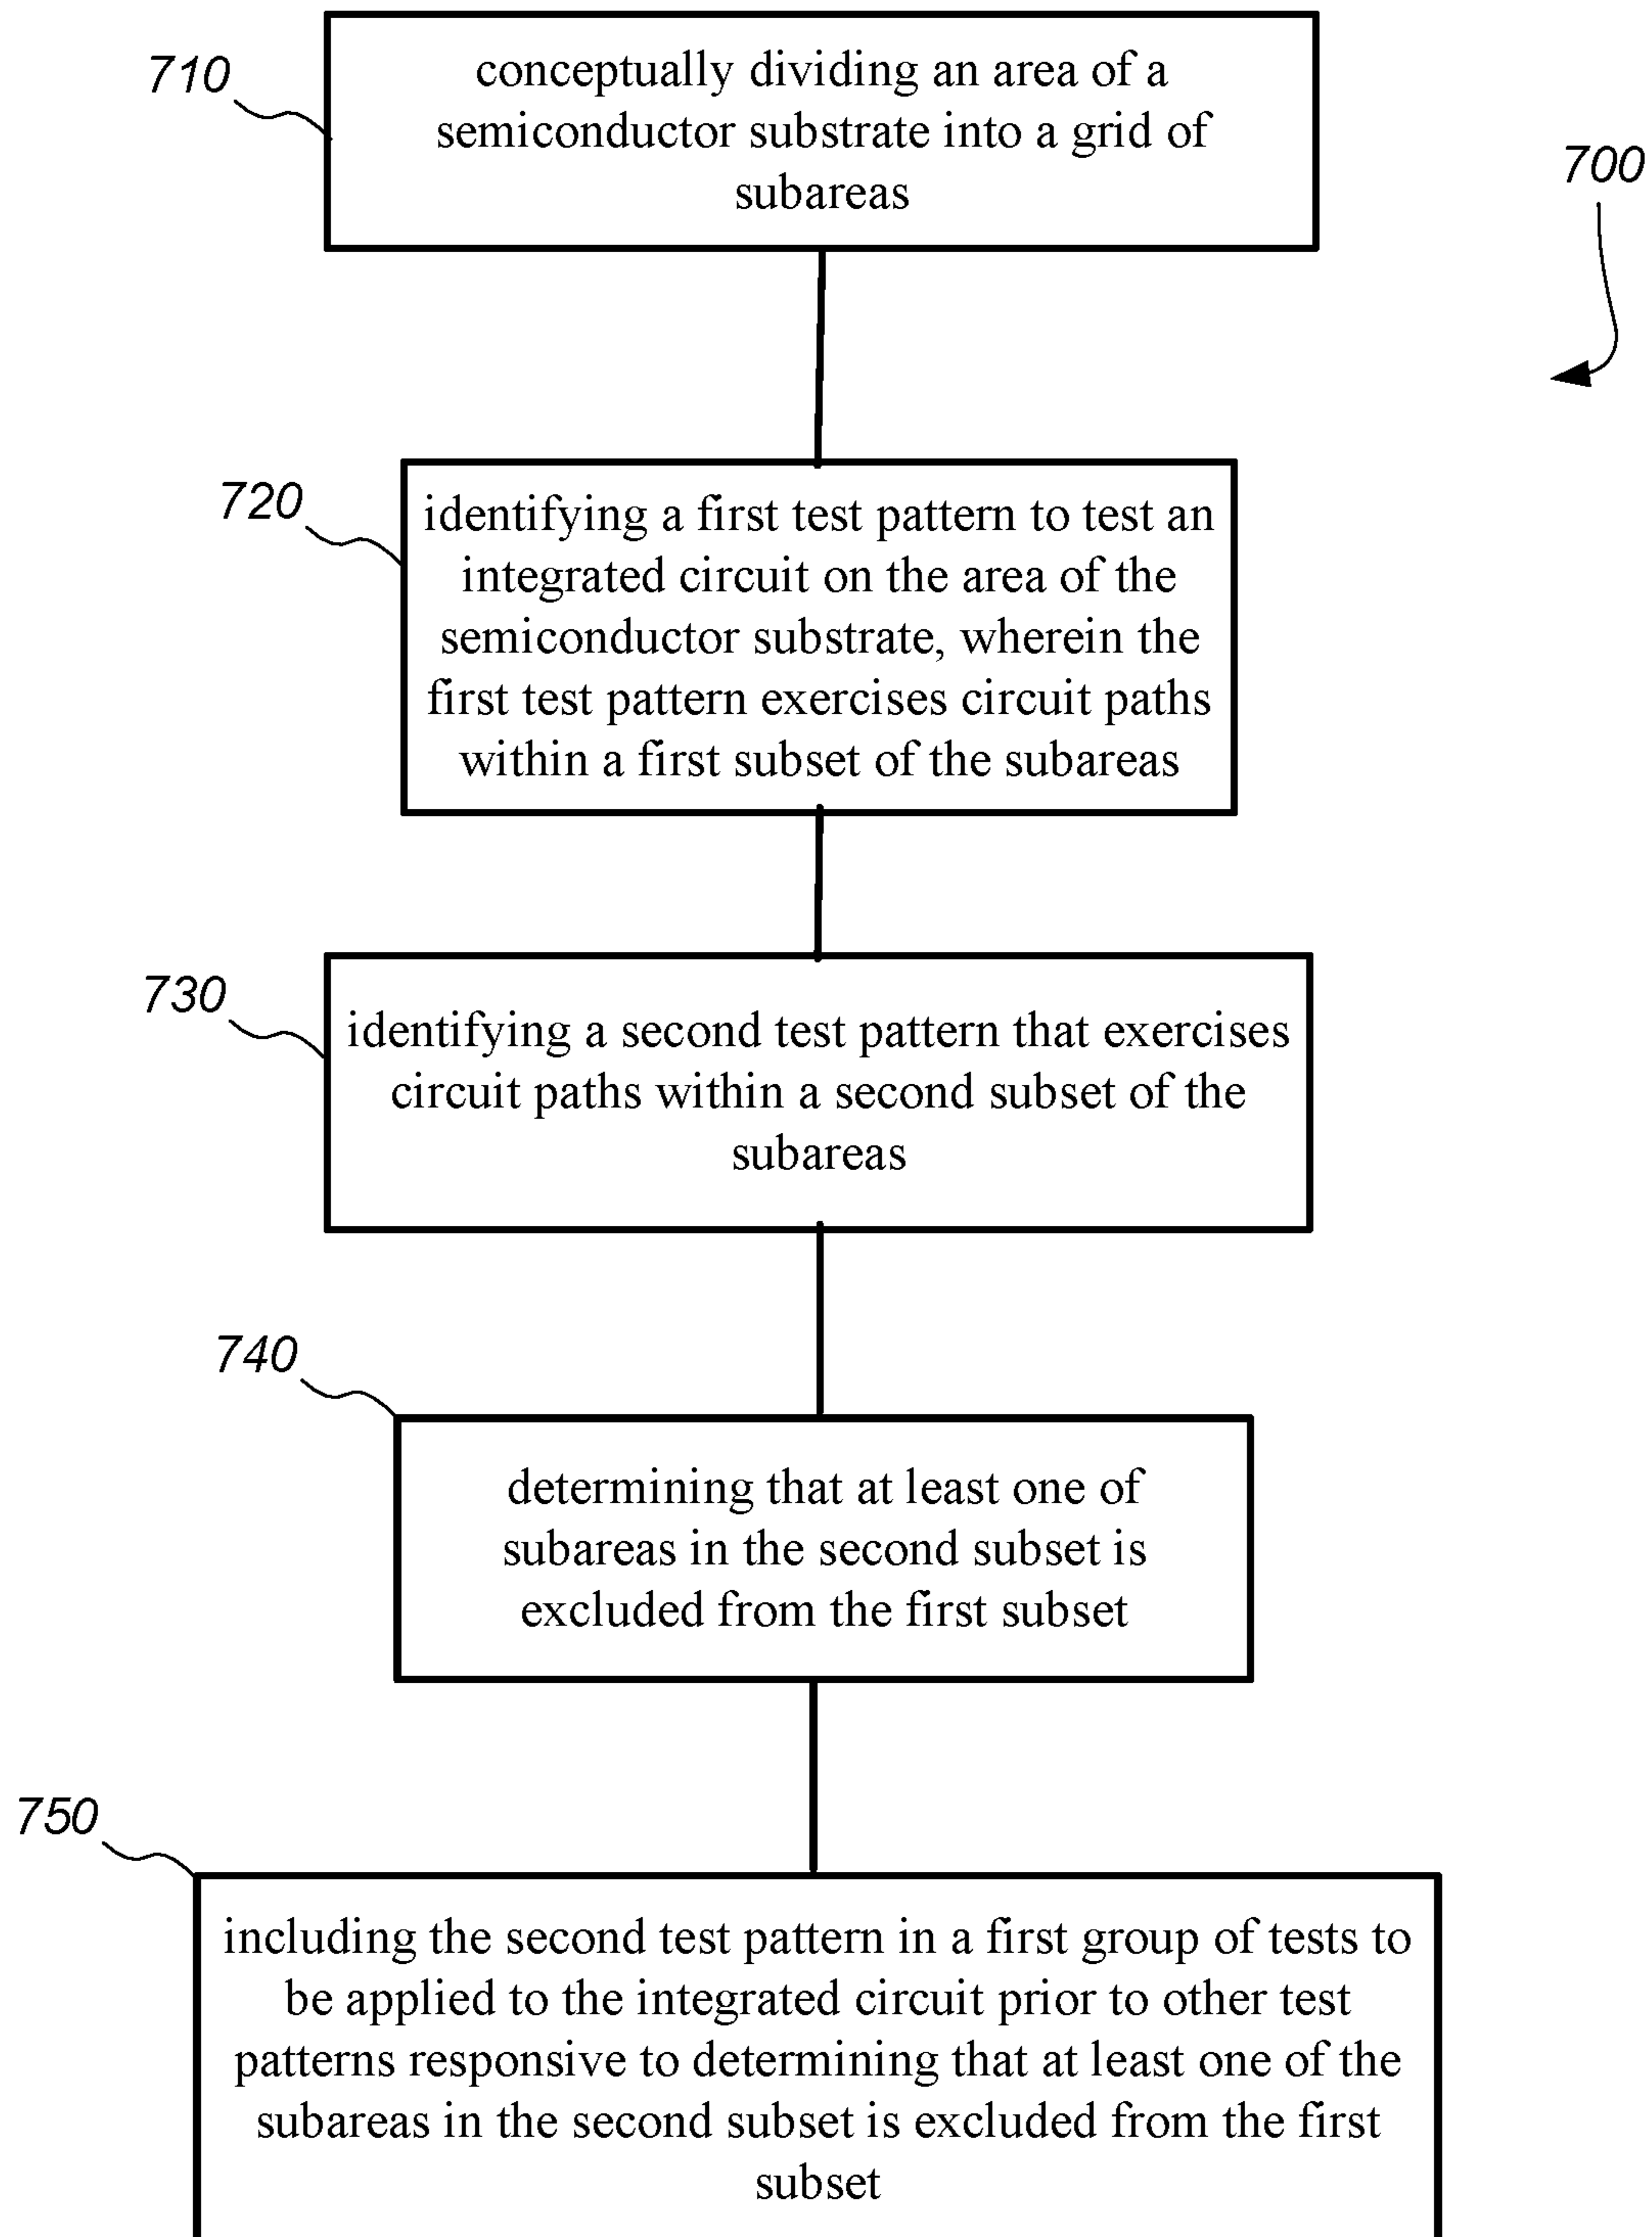 710
conceptually dividing an area of a
semiconductor substrate into a grid of
subareas
700
720
identifying a first test pattern to test an
integrated circuit on the area of the
semiconductor substrate, wherein the
first test pattern exercises circuit paths
within a first subset of the subareas
730
identifying a second test pattern that exercises
circuit paths within a second subset of the
subareas
740
determining that at least one of
subareas in the second subset is
excluded from the first subset
750
including the second test pattern in a first group of tests to
be applied to the integrated circuit prior to other test
patterns responsive to determining that at least one of the
subareas in the second subset is excluded from the first
subset